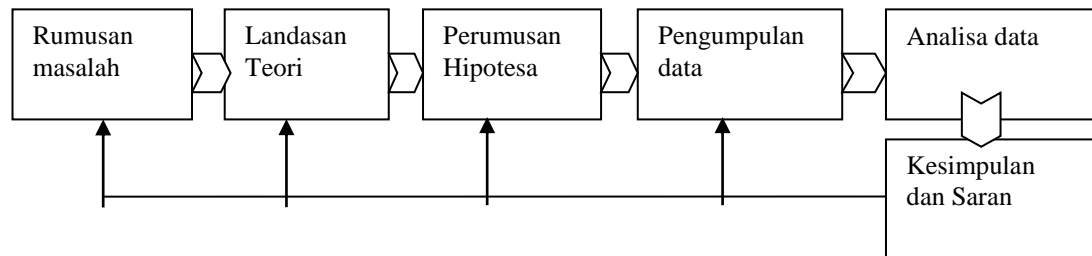 Rumusan
masalah
Landasan
Teori
Perumusan
Hipotesa
Pengumpulan
data
Analisa data
Kesimpulan
dan Saran